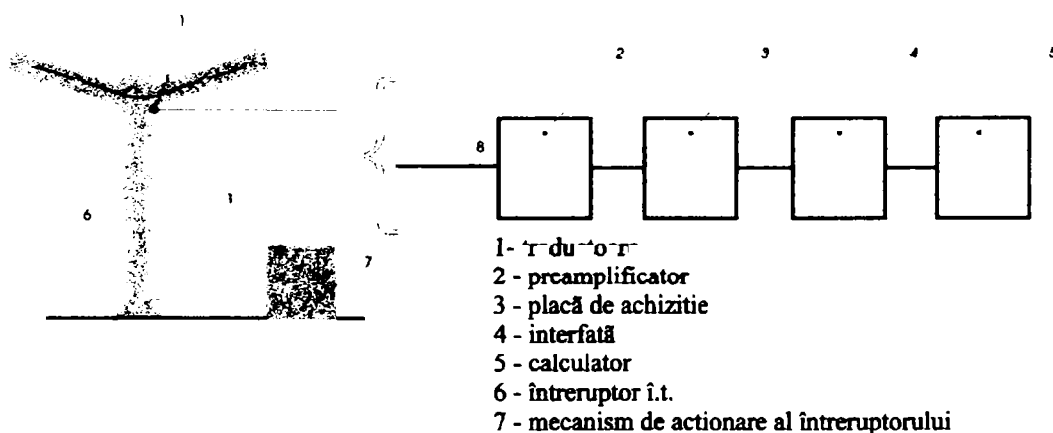 1
2 3 4 5
8
6 1
7
1-
2 - preamplificator
3 - placă de achizitie
4 - interfată
5 - calculator
6 - întreruptor î.t.
7 - mecanism de actionare al întreruptorului